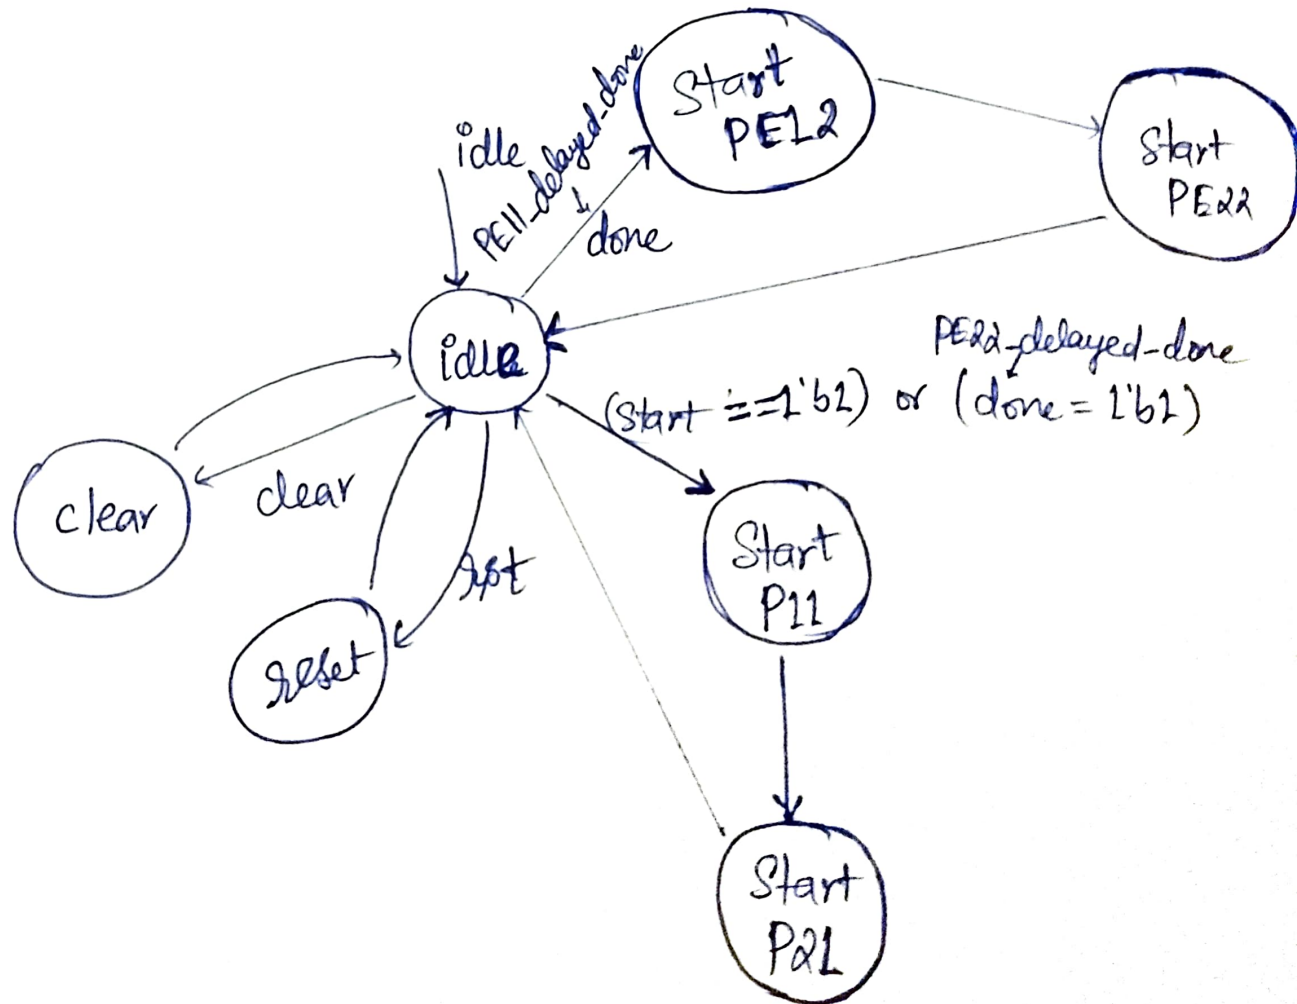 Start
PE12
idle
PE11_delayed_done
done
Start
PE22
idle
PE22_delayed_done
(Start ==1'b1) or (done = 1'b1)
clear
clear
Start
P11
rst
reset
Start
P21